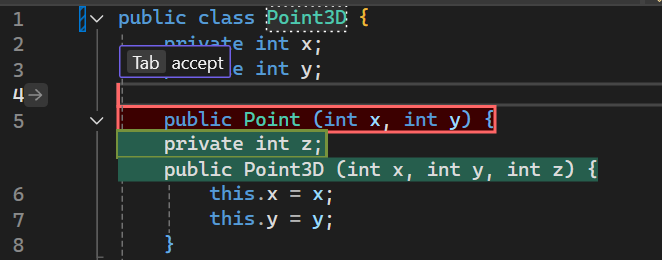 1 public class Point3D {
2 private int x;
Tab accept
3 int y;
4
5 public Point (int x, int y) {
private int z;
public Point3D (int x, int y, int z) {
6 this.x = x;
7 this.y = y;
8 }